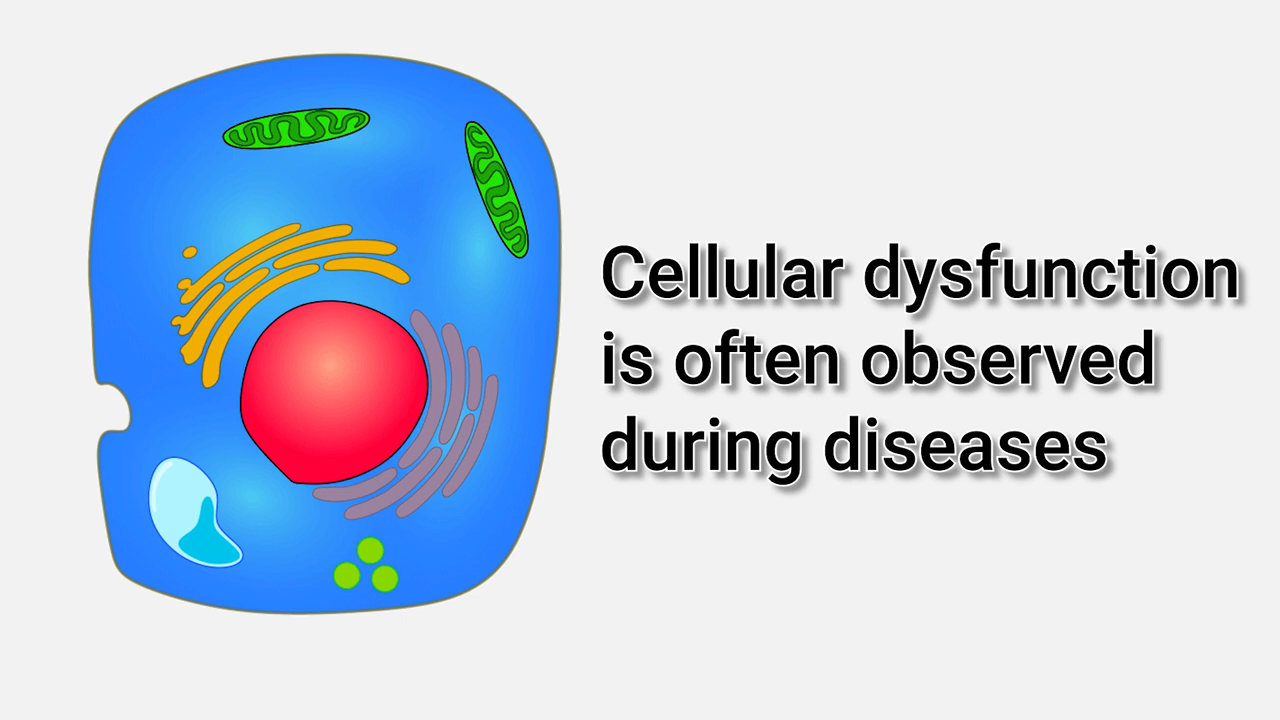 Cellular dysfunction
is often observed
during diseases